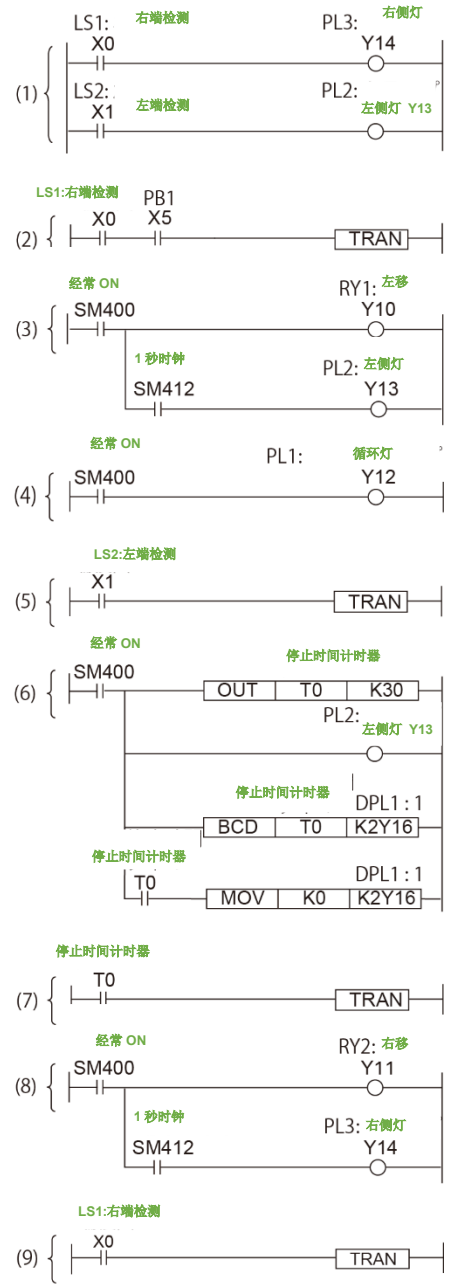 LS1: 右端检测 PL3: 右侧灯
X0 Y14
(1)
LS2: 左端检测 PL2: 左侧灯 Y13
X1
LS1:右端检测
PB1
X0 X5
(2) TRAN
经常 ON RY1: 左移
SM400 Y10
(3)
1 秒时钟 PL2: 左侧灯
SM412 Y13
经常 ON PL1: 循环灯
SM400 Y12
(4)
LS2:左端检测
X1
(5) TRAN
经常 ON
SM400 停止时间计时器
(6) OUT T0 K30
PL2: 左侧灯 Y13
停止时间计时器 DPL1 : 1
BCD T0 K2Y16
停止时间计时器 DPL1 : 1
T0
MOV K0 K2Y16
停止时间计时器
T0
(7) TRAN
经常 ON RY2: 右移
SM400 Y11
(8)
1 秒时钟 PL3: 右侧灯
SM412 Y14
LS1:右端检测
X0
(9) TRAN